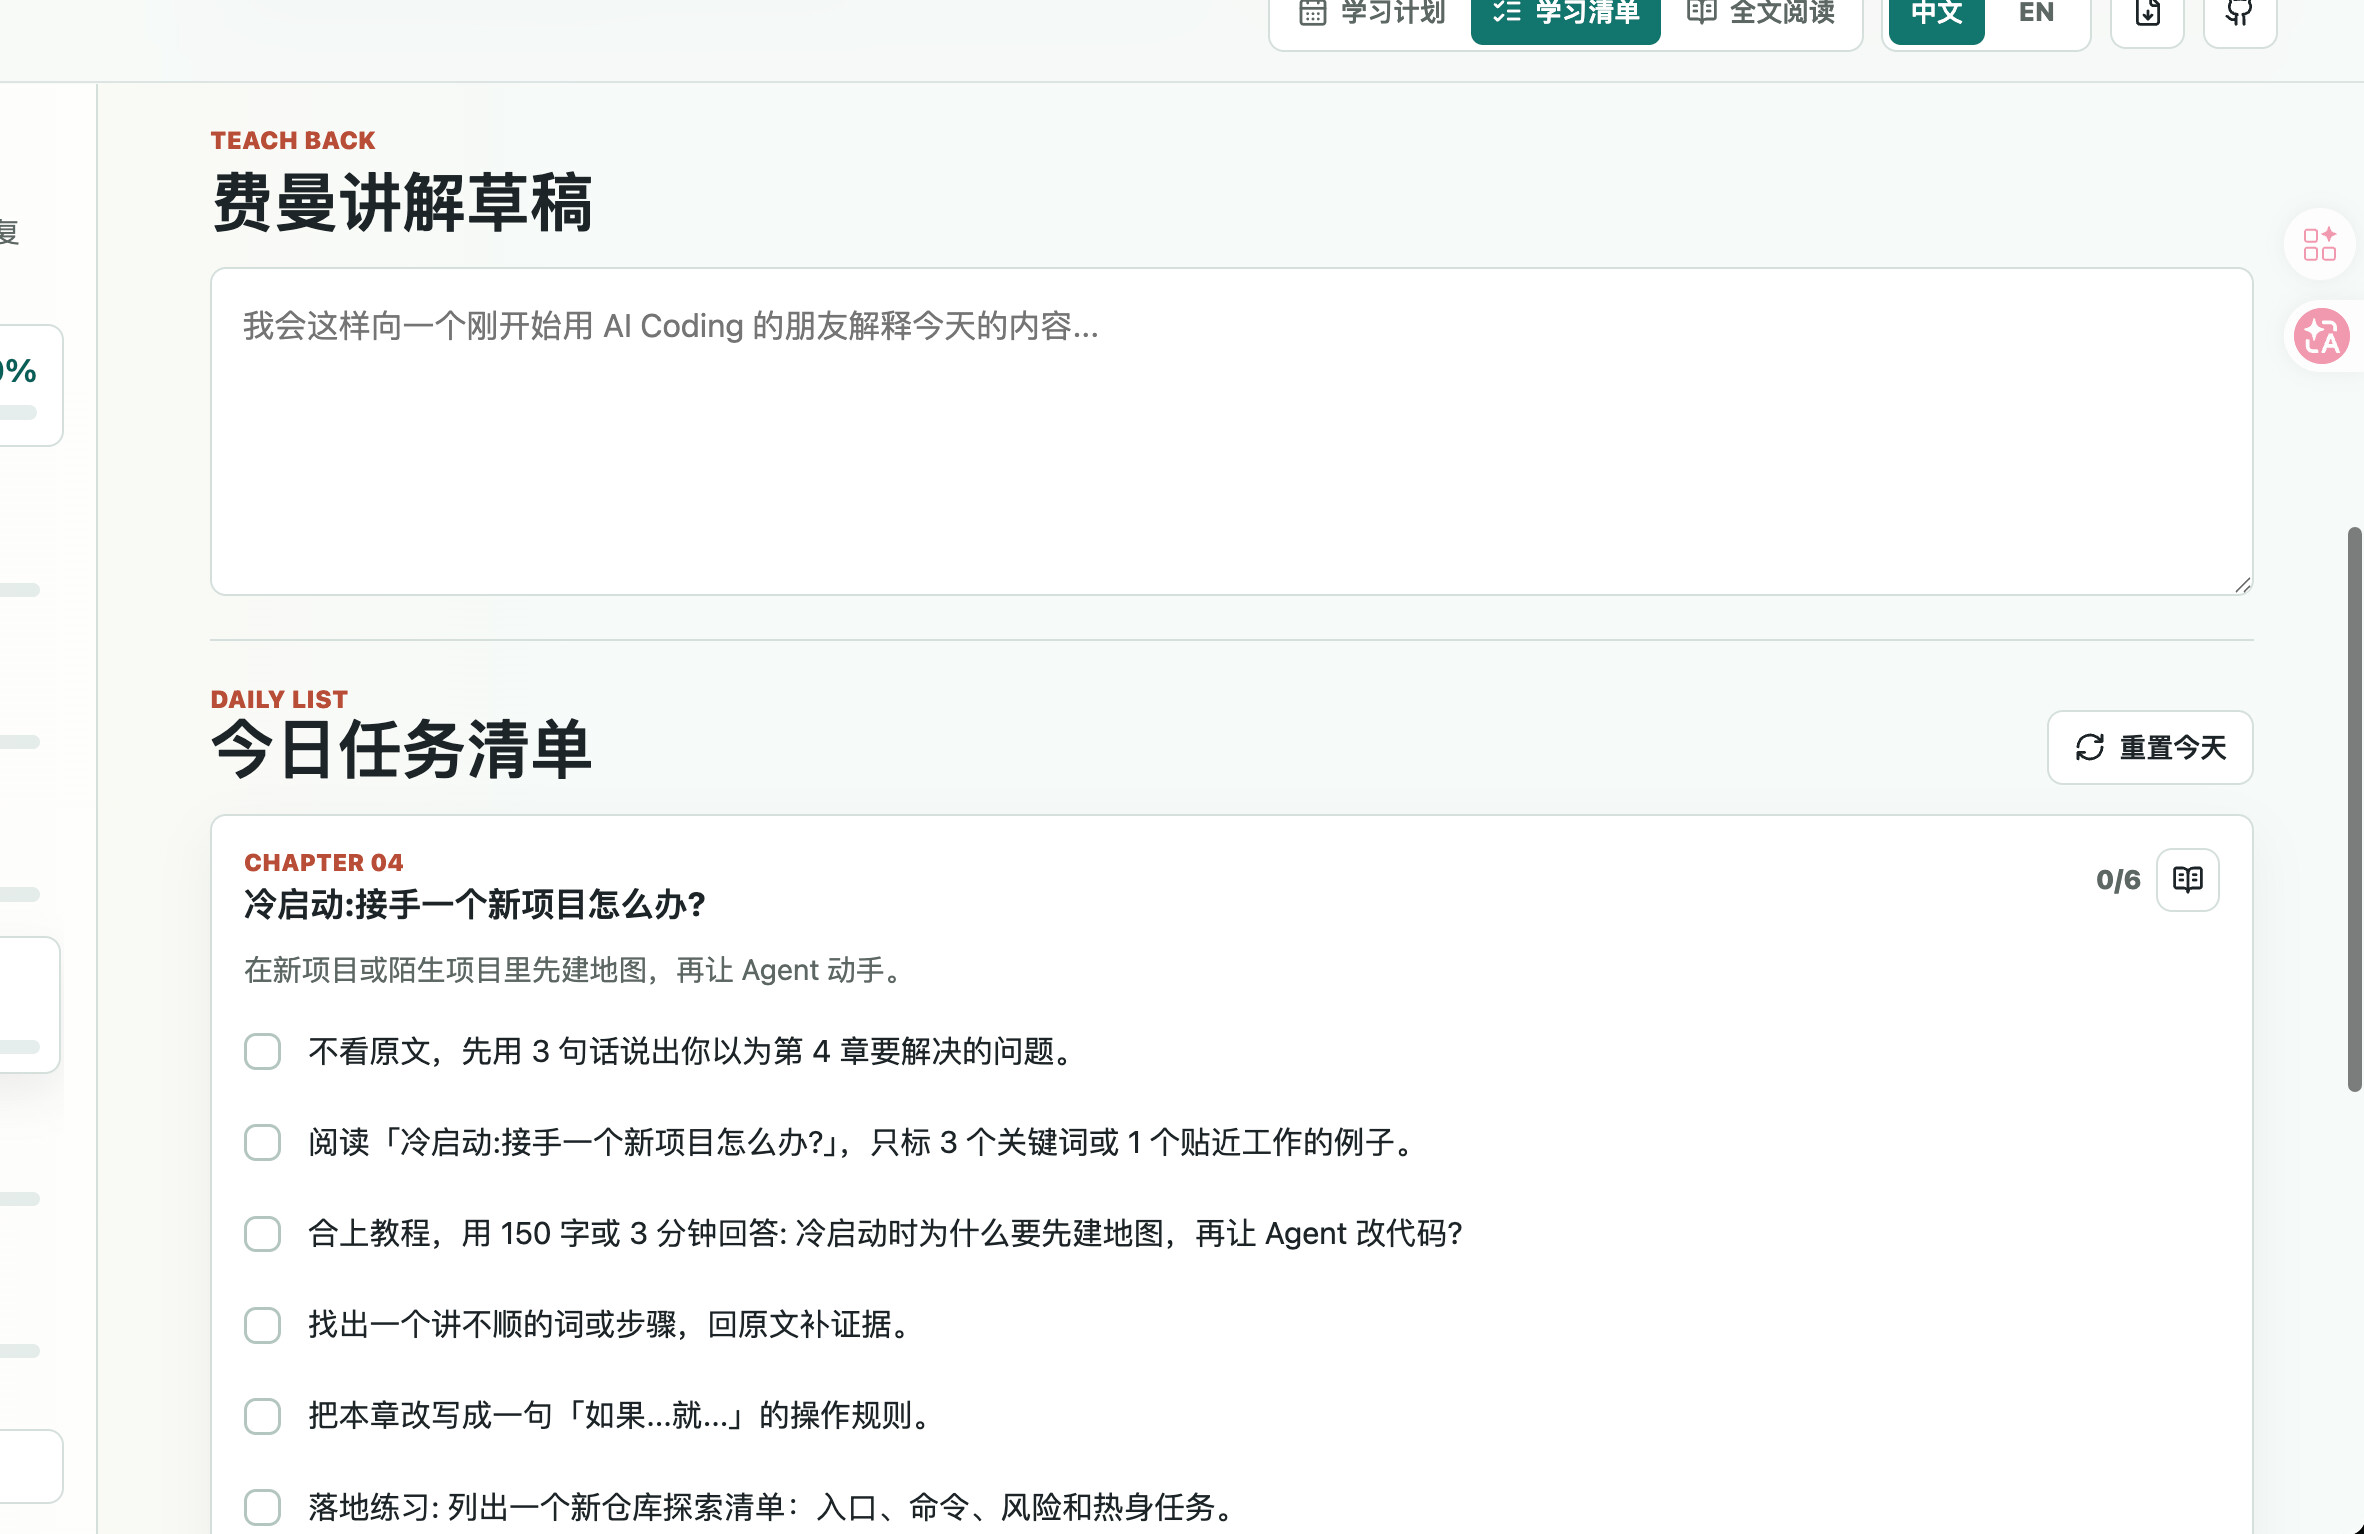 学习计划
学习清单
全文阅读
中文
EN
复
%
TEACH BACK
费曼讲解草稿
我会这样向一个刚开始用 AI Coding 的朋友解释今天的内容...
DAILY LIST
今日任务清单
重置今天
CHAPTER 04
0/6
冷启动:接手一个新项目怎么办?
在新项目或陌生项目里先建地图，再让 Agent 动手。
不看原文，先用 3 句话说出你以为第 4 章要解决的问题。
阅读「冷启动:接手一个新项目怎么办?」，只标 3 个关键词或 1 个贴近工作的例子。
合上教程，用 150 字或 3 分钟回答: 冷启动时为什么要先建地图，再让 Agent 改代码?
找出一个讲不顺的词或步骤，回原文补证据。
把本章改写成一句「如果...就...」的操作规则。
落地练习: 列出一个新仓库探索清单：入口、命令、风险和热身任务。